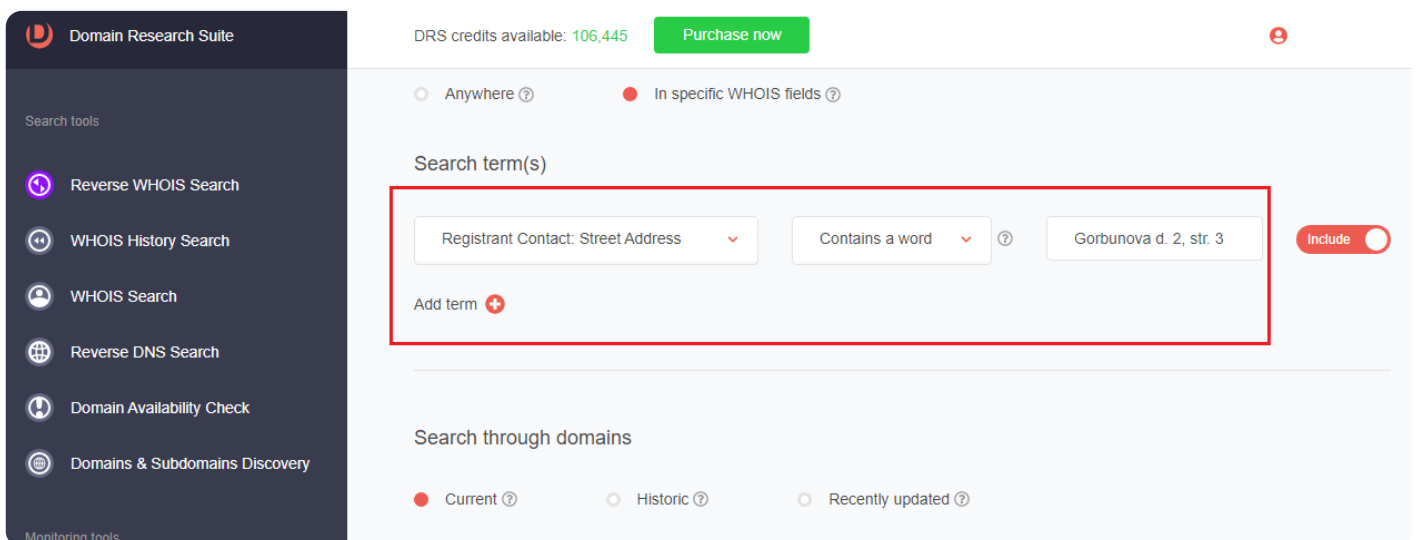 Domain Research Suite
DRS credits available: 106,445
Purchase now
Search tools
Reverse WHOIS Search
WHOIS History Search
WHOIS Search
Reverse DNS Search
Domain Availability Check
Domains & Subdomains Discovery
Monitoring tools
Anywhere ?
In specific WHOIS fields ?
Search term(s)
Registrant Contact: Street Address
Contains a word
?
Gorbunova d. 2, str. 3
Include
Add term
Search through domains
Current ?
Historic ?
Recently updated ?